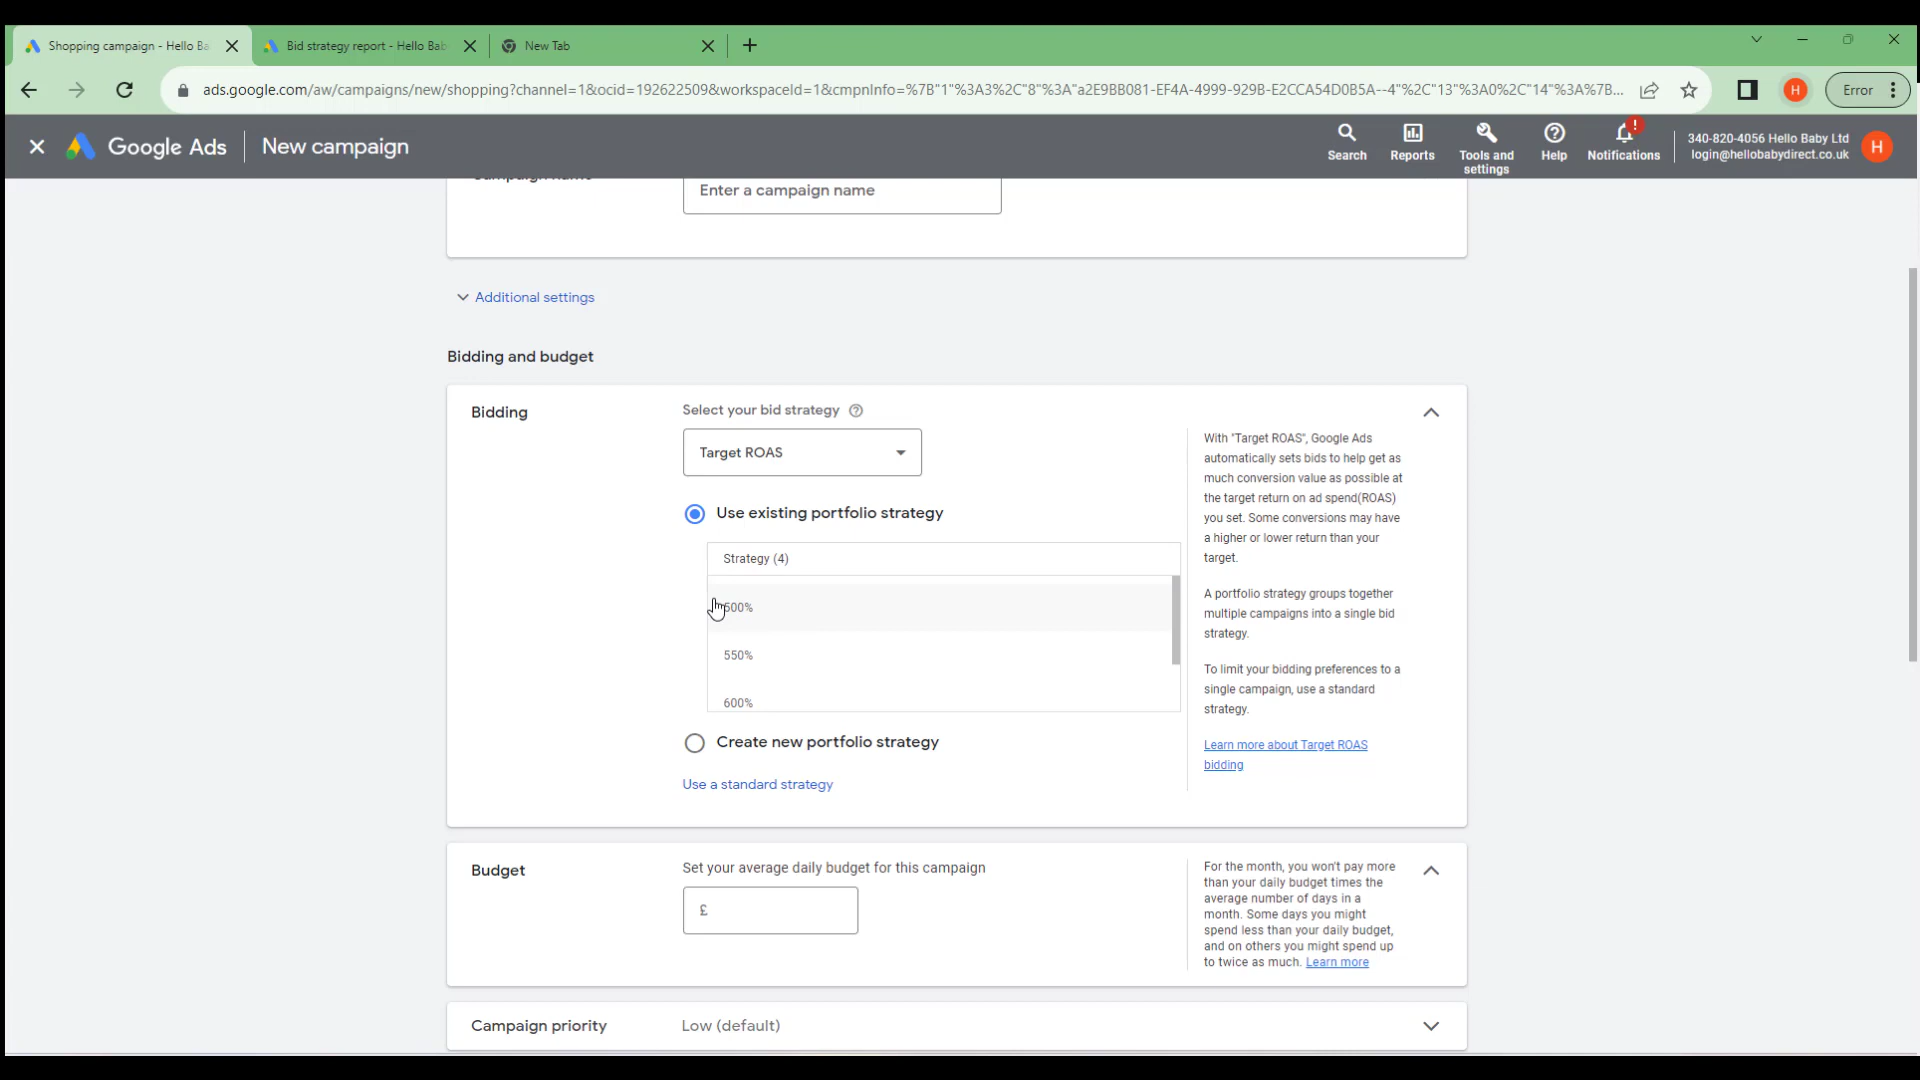 Shopping campaign - Hello Ba
Bid strategy report - Hello Bab
New Tab
ads.google.com/aw/campaigns/new/shopping?channel=1&ocid=192622509&workspaceId=1&cmpnInfo=%7B"1"%3A3%2C"8"%3A"a2E9BB081-EF4A-4999-929B-E2CCA54D0B5A--4"%2C"13"%3A0%2C"14"%3A%7B...
H
Error
Google Ads
New campaign
Search
Reports
Tools and settings
Help
Notifications
340-820-4056 Hello Baby Ltd
login@hellobabydirect.co.uk
H
Enter a campaign name
Additional settings
Bidding and budget
Bidding
Select your bid strategy
Target ROAS
Use existing portfolio strategy
Strategy (4)
500%
550%
600%
Create new portfolio strategy
Use a standard strategy
With "Target ROAS", Google Ads
automatically sets bids to help get as
much conversion value as possible at
the target return on ad spend(ROAS)
you set. Some conversions may have
a higher or lower return than your
target.
A portfolio strategy groups together
multiple campaigns into a single bid
strategy.
To limit your bidding preferences to a
single campaign, use a standard
strategy.
Learn more about Target ROAS
bidding
Budget
Set your average daily budget for this campaign
£
For the month, you won't pay more
than your daily budget times the
average number of days in a
month. Some days you might
spend less than your daily budget,
and on others you might spend up
to twice as much. Learn more
Campaign priority
Low (default)